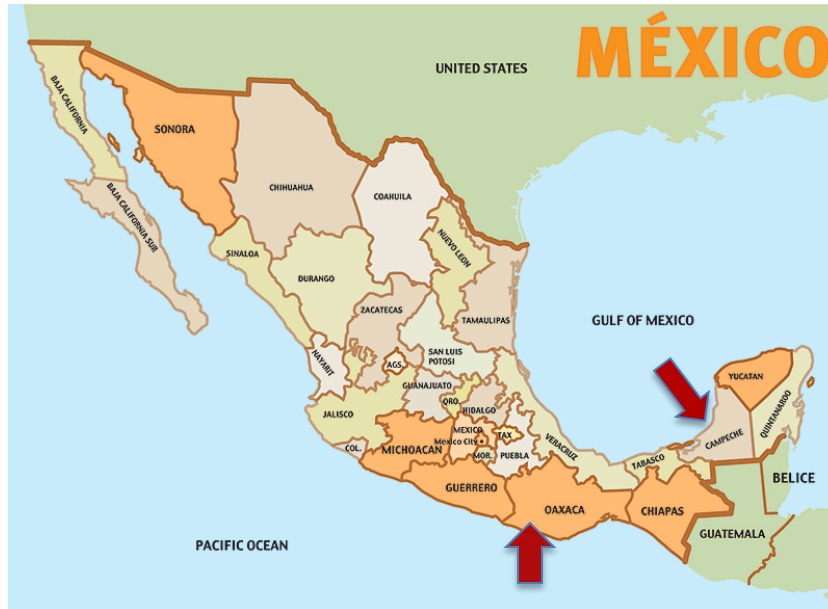 MÉXICO
UNITED STATES
BAJA CALIFORNIA
SONORA
CHIHUAHUA
COAHUILA
BAJA CALIFORNIA SUR
SINALOA
NUEVO LEON
DURANGO
ZACATECAS
TAMAULIPAS
GULF OF MEXICO
NAYARIT
AGS.
SAN LUIS
POTOSI
YUCATAN
GUANAJUATO
QRO.
HIDALGO
JALISCO
QUINTANARDO
MEXICO
TAX
VERACRUZ
CAMPECHE
COL.
MICHOACAN
Mexico City
MOR.
PUEBLA
TABASCO
BELICE
GUERRERO
OAXACA
CHIAPAS
GUATEMALA
PACIFIC OCEAN